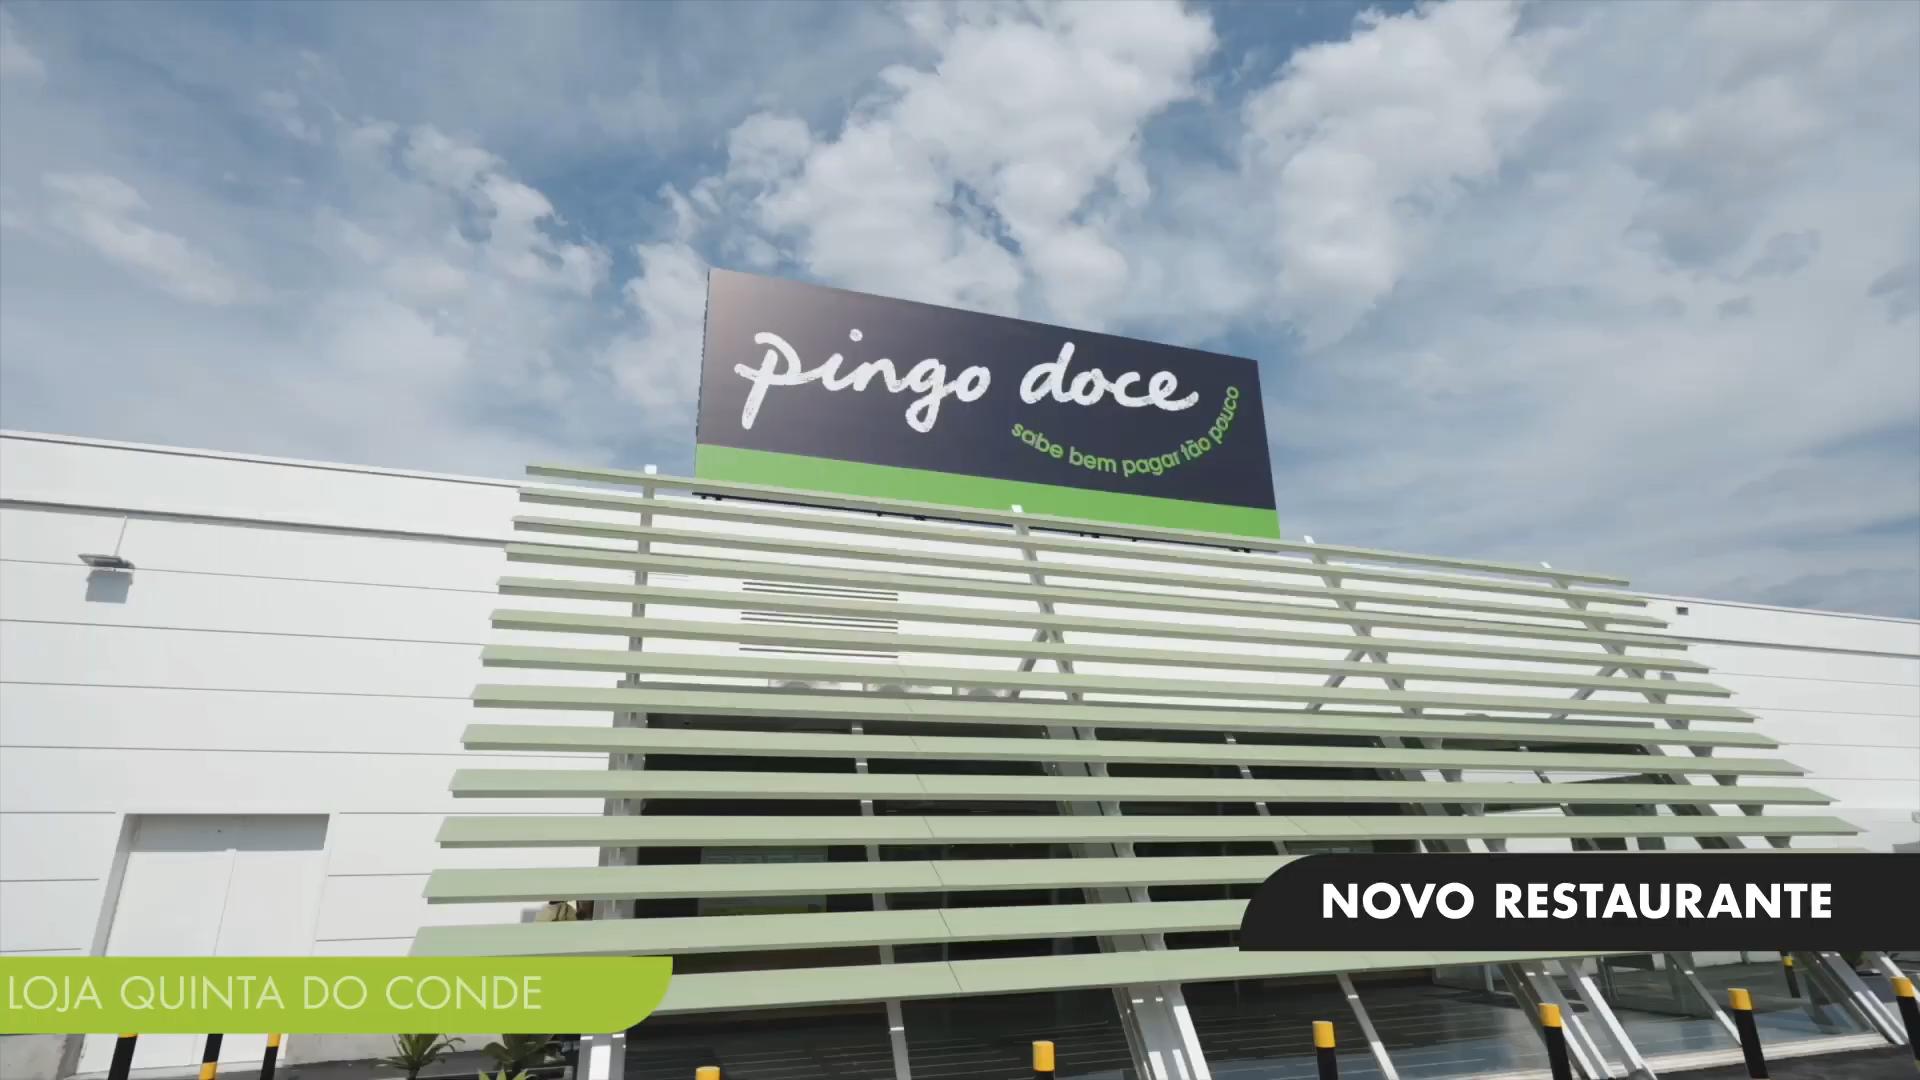 pingo doce
sabe bem pagar tão pouco
NOVO RESTAURANTE
LOJA QUINTA DO CONDE